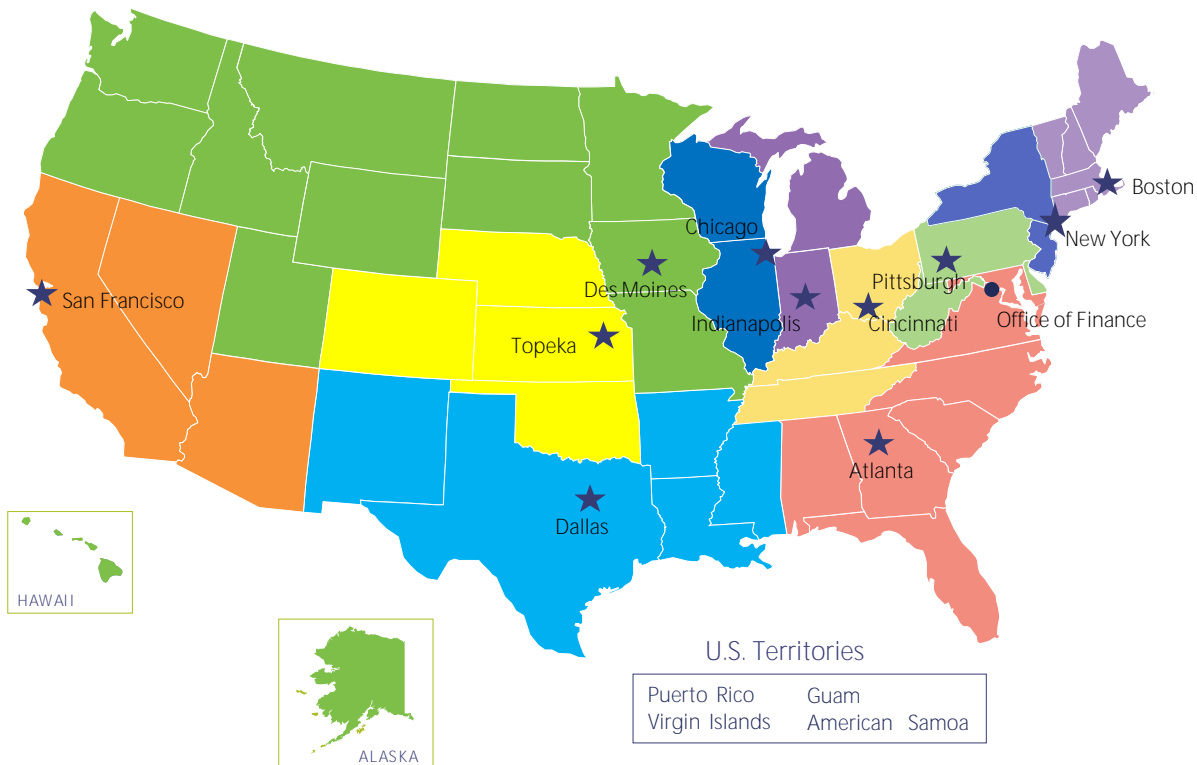 Boston
Chicago
New York
Des Moines
Pittsburgh
San Francisco
Indianapolis
Cincinnati
Office of Finance
Topeka
Atlanta
Dallas
HAWAII
ALASKA
U.S. Territories
Puerto Rico Guam
Virgin Islands American Samoa